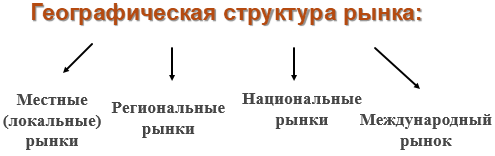 Географическая структура рынка:
Местные
(локальные)
рынки
Региональные
рынки
Национальные
рынки
Международный
рынок